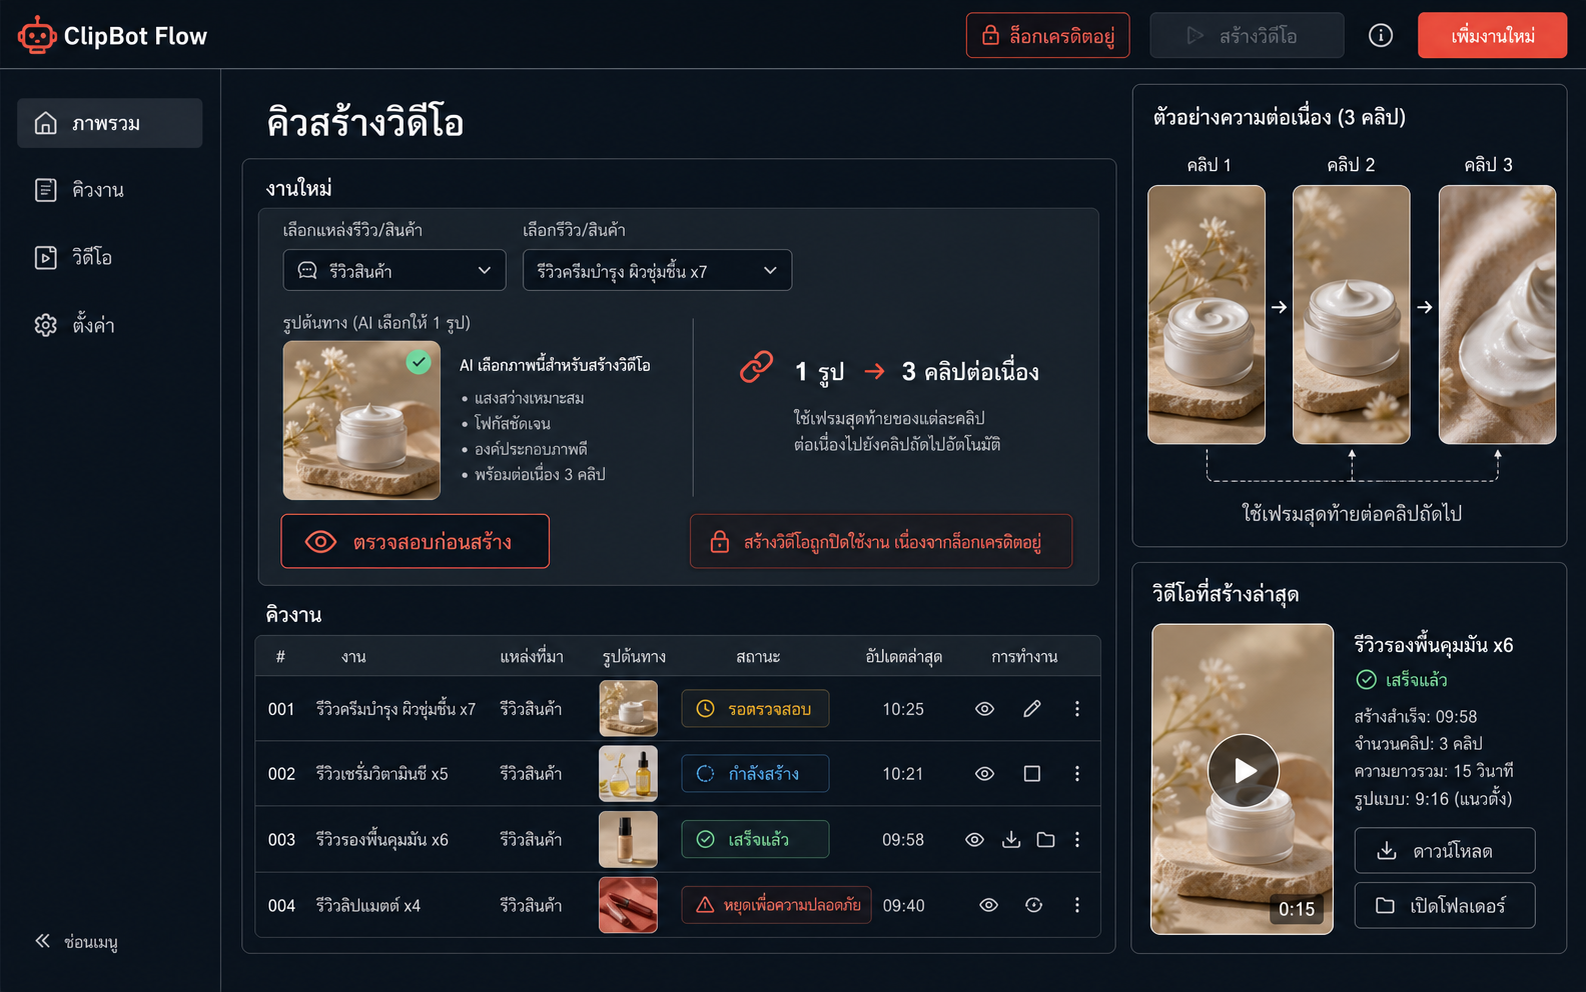 ClipBot Flow
ล็อกเครดิตอยู่
สร้างวิดีโอ
เพิ่มงานใหม่
ภาพรวม
คิวงาน
วิดีโอ
ตั้งค่า
ซ่อนเมนู
คิวสร้างวิดีโอ
งานใหม่
เลือกแหล่งรีวิว/สินค้า
เลือกรีวิว/สินค้า
รีวิวสินค้า
รีวิวครีมบำรุง ผิวชุ่มชื้น x7
รูปต้นทาง (AI เลือกให้ 1 รูป)
AI เลือกภาพนี้สำหรับสร้างวิดีโอ
• แสงสว่างเหมาะสม
• โฟกัสชัดเจน
• องค์ประกอบภาพดี
• พร้อมต่อเนื่อง 3 คลิป
1 รูป → 3 คลิปต่อเนื่อง
ใช้เฟรมสุดท้ายของแต่ละคลิป
ต่อเนื่องไปยังคลิปถัดไปอัตโนมัติ
ตรวจสอบก่อนสร้าง
สร้างวิดีโอถูกปิดใช้งาน เนื่องจากล็อกเครดิตอยู่
คิวงาน
# งาน แหล่งที่มา รูปต้นทาง สถานะ อัปเดตล่าสุด การทำงาน
001 รีวิวครีมบำรุง ผิวชุ่มชื้น x7 รีวิวสินค้า รอตรวจสอบ 10:25
002 รีวิวเซรั่มวิตามินซี x5 รีวิวสินค้า กำลังสร้าง 10:21
003 รีวิวรองพื้นคุมมัน x6 รีวิวสินค้า เสร็จแล้ว 09:58
004 รีวิวลิปแมตต์ x4 รีวิวสินค้า หยุดเพื่อความปลอดภัย 09:40
ตัวอย่างความต่อเนื่อง (3 คลิป)
คลิป 1
คลิป 2
คลิป 3
ใช้เฟรมสุดท้ายต่อคลิปถัดไป
วิดีโอที่สร้างล่าสุด
0:15
รีวิวรองพื้นคุมมัน x6
เสร็จแล้ว
สร้างสำเร็จ: 09:58
จำนวนคลิป: 3 คลิป
ความยาวรวม: 15 วินาที
รูปแบบ: 9:16 (แนวตั้ง)
ดาวน์โหลด
เปิดโฟลเดอร์